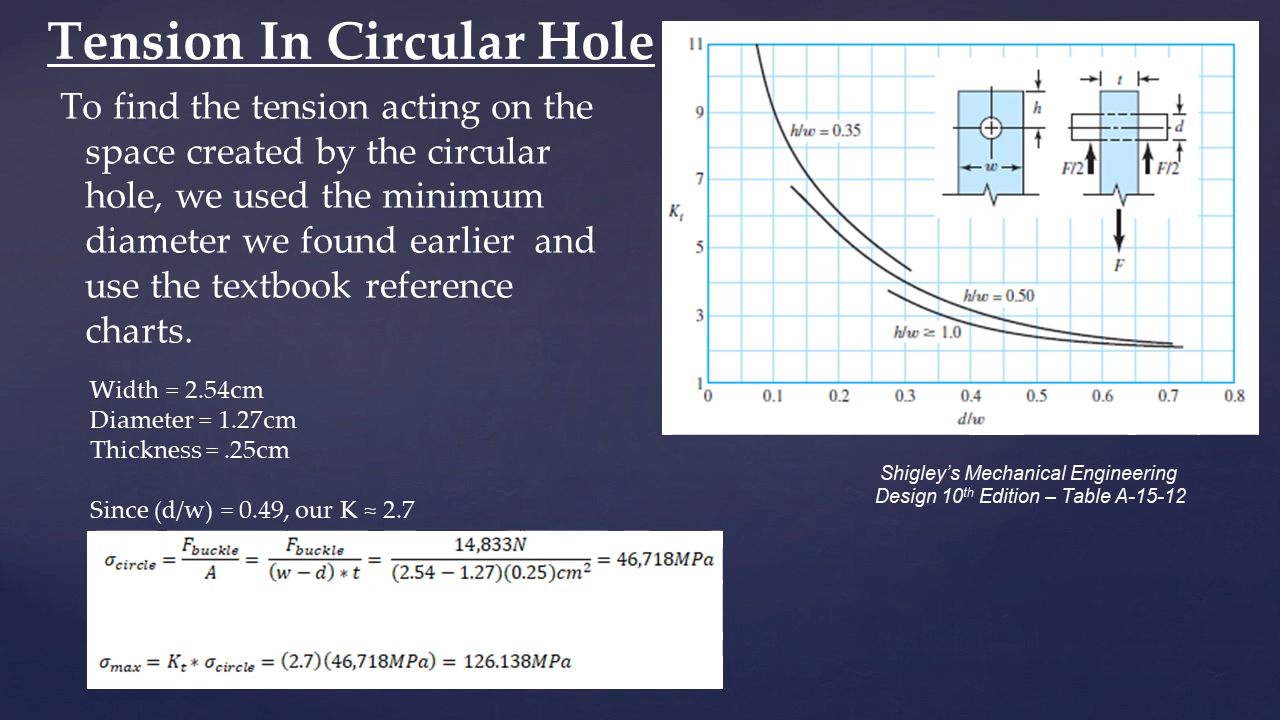 Tension In Circular Hole
To find the tension acting on the
space created by the circular
hole, we used the minimum
diameter we found earlier and
use the textbook reference
charts.
Width = 2.54cm
Diameter = 1.27cm
Thickness = .25cm
Since (d/w) = 0.49, our K ≈ 2.7
σcircle = Fbuckle / A = Fbuckle / (w − d) * t = 14,833N / (2.54 − 1.27)(0.25)cm² = 46,718MPa
σmax = Kt * σcircle = (2.7)(46,718MPa) = 126.138MPa
11
9
7
Kt
5
3
1
0 0.1 0.2 0.3 0.4 0.5 0.6 0.7 0.8
d/w
h/w = 0.35
h/w = 0.50
h/w ≥ 1.0
h
w
t
d
F/2
F/2
F
Shigley's Mechanical Engineering
Design 10th Edition – Table A-15-12